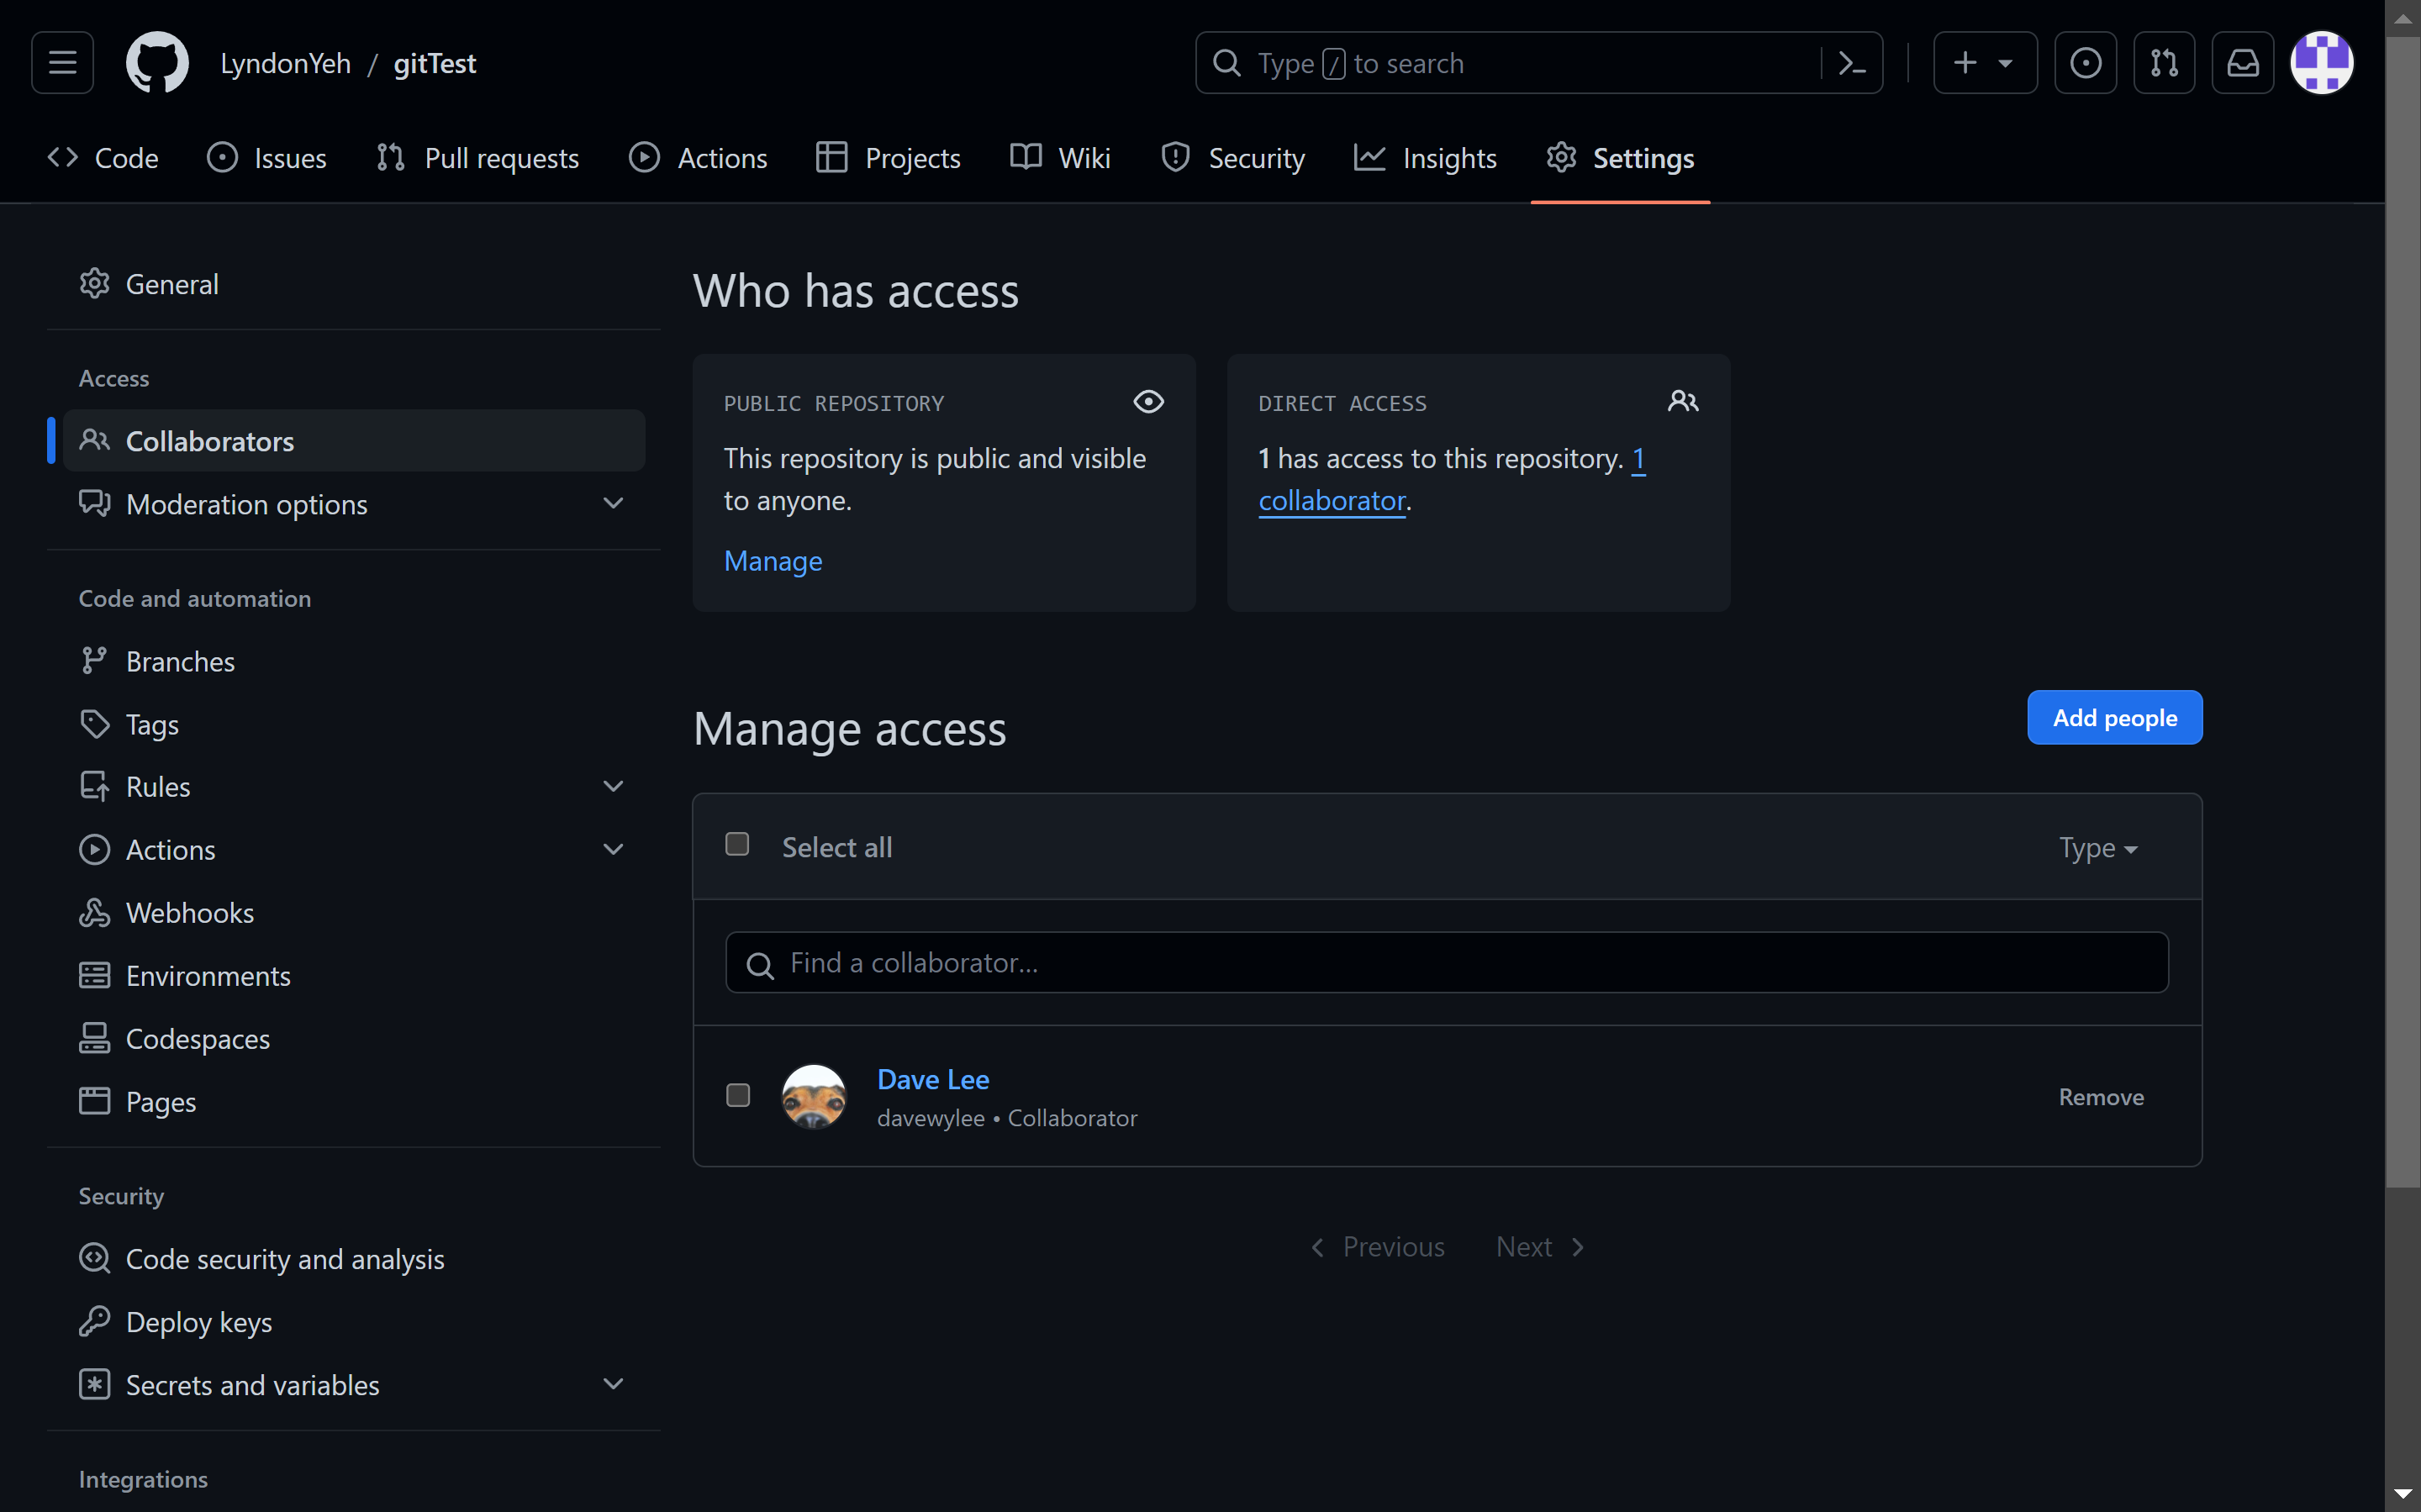 LyndonYeh / gitTest
Type / to search
Code
Issues
Pull requests
Actions
Projects
Wiki
Security
Insights
Settings
General
Access
Collaborators
Moderation options
Code and automation
Branches
Tags
Rules
Actions
Webhooks
Environments
Codespaces
Pages
Security
Code security and analysis
Deploy keys
Secrets and variables
Integrations
Who has access
PUBLIC REPOSITORY
This repository is public and visible
to anyone.
Manage
DIRECT ACCESS
1 has access to this repository. 1
collaborator.
Manage access
Add people
Select all
Type
Find a collaborator...
Dave Lee
davewylee • Collaborator
Remove
Previous
Next